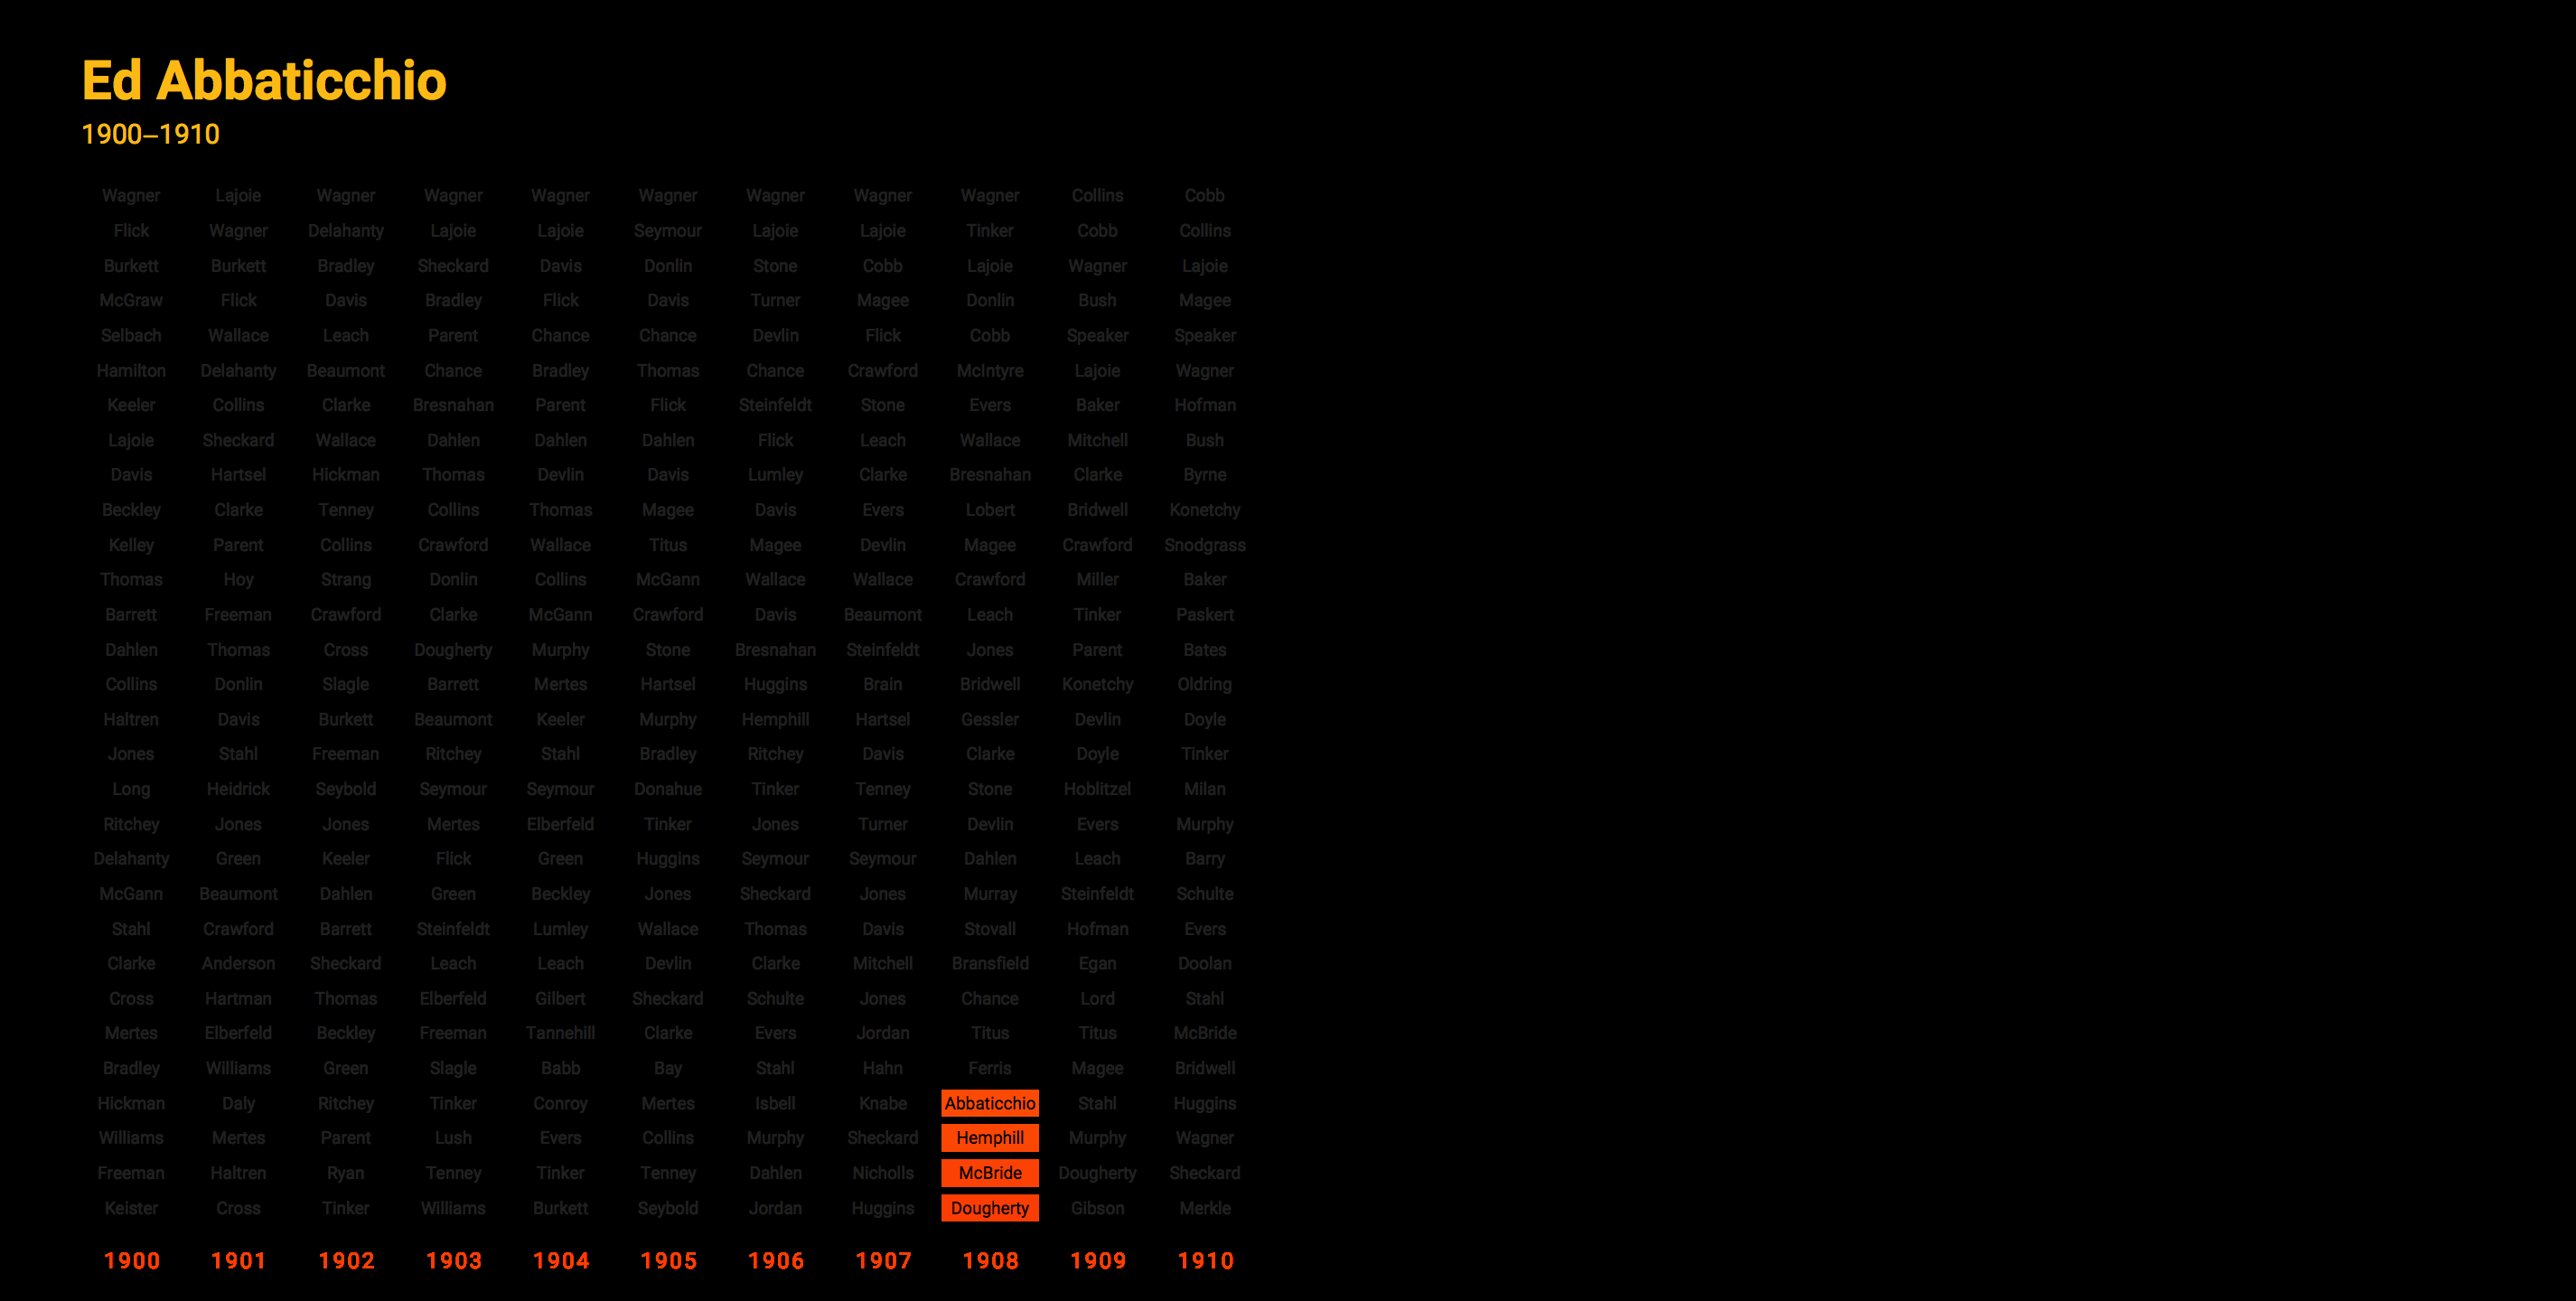 Ed Abbaticchio
1900–1910
Wagner Lajoie Wagner Wagner Wagner Wagner Wagner Wagner Wagner Collins Cobb
Flick Wagner Delahanty Lajoie Lajoie Seymour Lajoie Lajoie Tinker Cobb Collins
Burkett Burkett Bradley Sheckard Davis Donlin Stone Cobb Lajoie Wagner Lajoie
McGraw Flick Davis Bradley Flick Davis Turner Magee Donlin Bush Magee
Selbach Wallace Leach Parent Chance Chance Devlin Flick Cobb Speaker Speaker
Hamilton Delahanty Beaumont Chance Bradley Thomas Chance Crawford McIntyre Lajoie Wagner
Keeler Collins Clarke Bresnahan Parent Flick Steinfeldt Stone Evers Baker Hofman
Lajoie Sheckard Wallace Dahlen Dahlen Dahlen Flick Leach Wallace Mitchell Bush
Davis Hartsel Hickman Thomas Devlin Davis Lumley Clarke Bresnahan Clarke Byrne
Beckley Clarke Tenney Collins Thomas Magee Davis Evers Lobert Bridwell Konetchy
Kelley Parent Collins Crawford Wallace Titus Magee Devlin Magee Crawford Snodgrass
Thomas Hoy Strang Donlin Collins McGann Wallace Wallace Crawford Miller Baker
Barrett Freeman Crawford Clarke McGann Crawford Davis Beaumont Leach Tinker Paskert
Dahlen Thomas Cross Dougherty Murphy Stone Bresnahan Steinfeldt Jones Parent Bates
Collins Donlin Slagle Barrett Mertes Hartsel Huggins Brain Bridwell Konetchy Oldring
Haltren Davis Burkett Beaumont Keeler Murphy Hemphill Hartsel Gessler Devlin Doyle
Jones Stahl Freeman Ritchey Stahl Bradley Ritchey Davis Clarke Doyle Tinker
Long Heidrick Seybold Seymour Seymour Donahue Tinker Tenney Stone Hoblitzel Milan
Ritchey Jones Jones Mertes Elberfeld Tinker Jones Turner Devlin Evers Murphy
Delahanty Green Keeler Flick Green Huggins Seymour Seymour Dahlen Leach Barry
McGann Beaumont Dahlen Green Beckley Jones Sheckard Jones Murray Steinfeldt Schulte
Stahl Crawford Barrett Steinfeldt Lumley Wallace Thomas Davis Stovall Hofman Evers
Clarke Anderson Sheckard Leach Leach Devlin Clarke Mitchell Bransfield Egan Doolan
Cross Hartman Thomas Elberfeld Gilbert Sheckard Schulte Jones Chance Lord Stahl
Mertes Elberfeld Beckley Freeman Tannehill Clarke Evers Jordan Titus Titus McBride
Bradley Williams Green Slagle Babb Bay Stahl Hahn Ferris Magee Bridwell
Hickman Daly Ritchey Tinker Conroy Mertes Isbell Knabe Abbaticchio Stahl Huggins
Williams Mertes Parent Lush Evers Collins Murphy Sheckard Hemphill Murphy Wagner
Freeman Haltren Ryan Tenney Tinker Tenney Dahlen Nicholls McBride Dougherty Sheckard
Keister Cross Tinker Williams Burkett Seybold Jordan Huggins Dougherty Gibson Merkle
1900 1901 1902 1903 1904 1905 1906 1907 1908 1909 1910